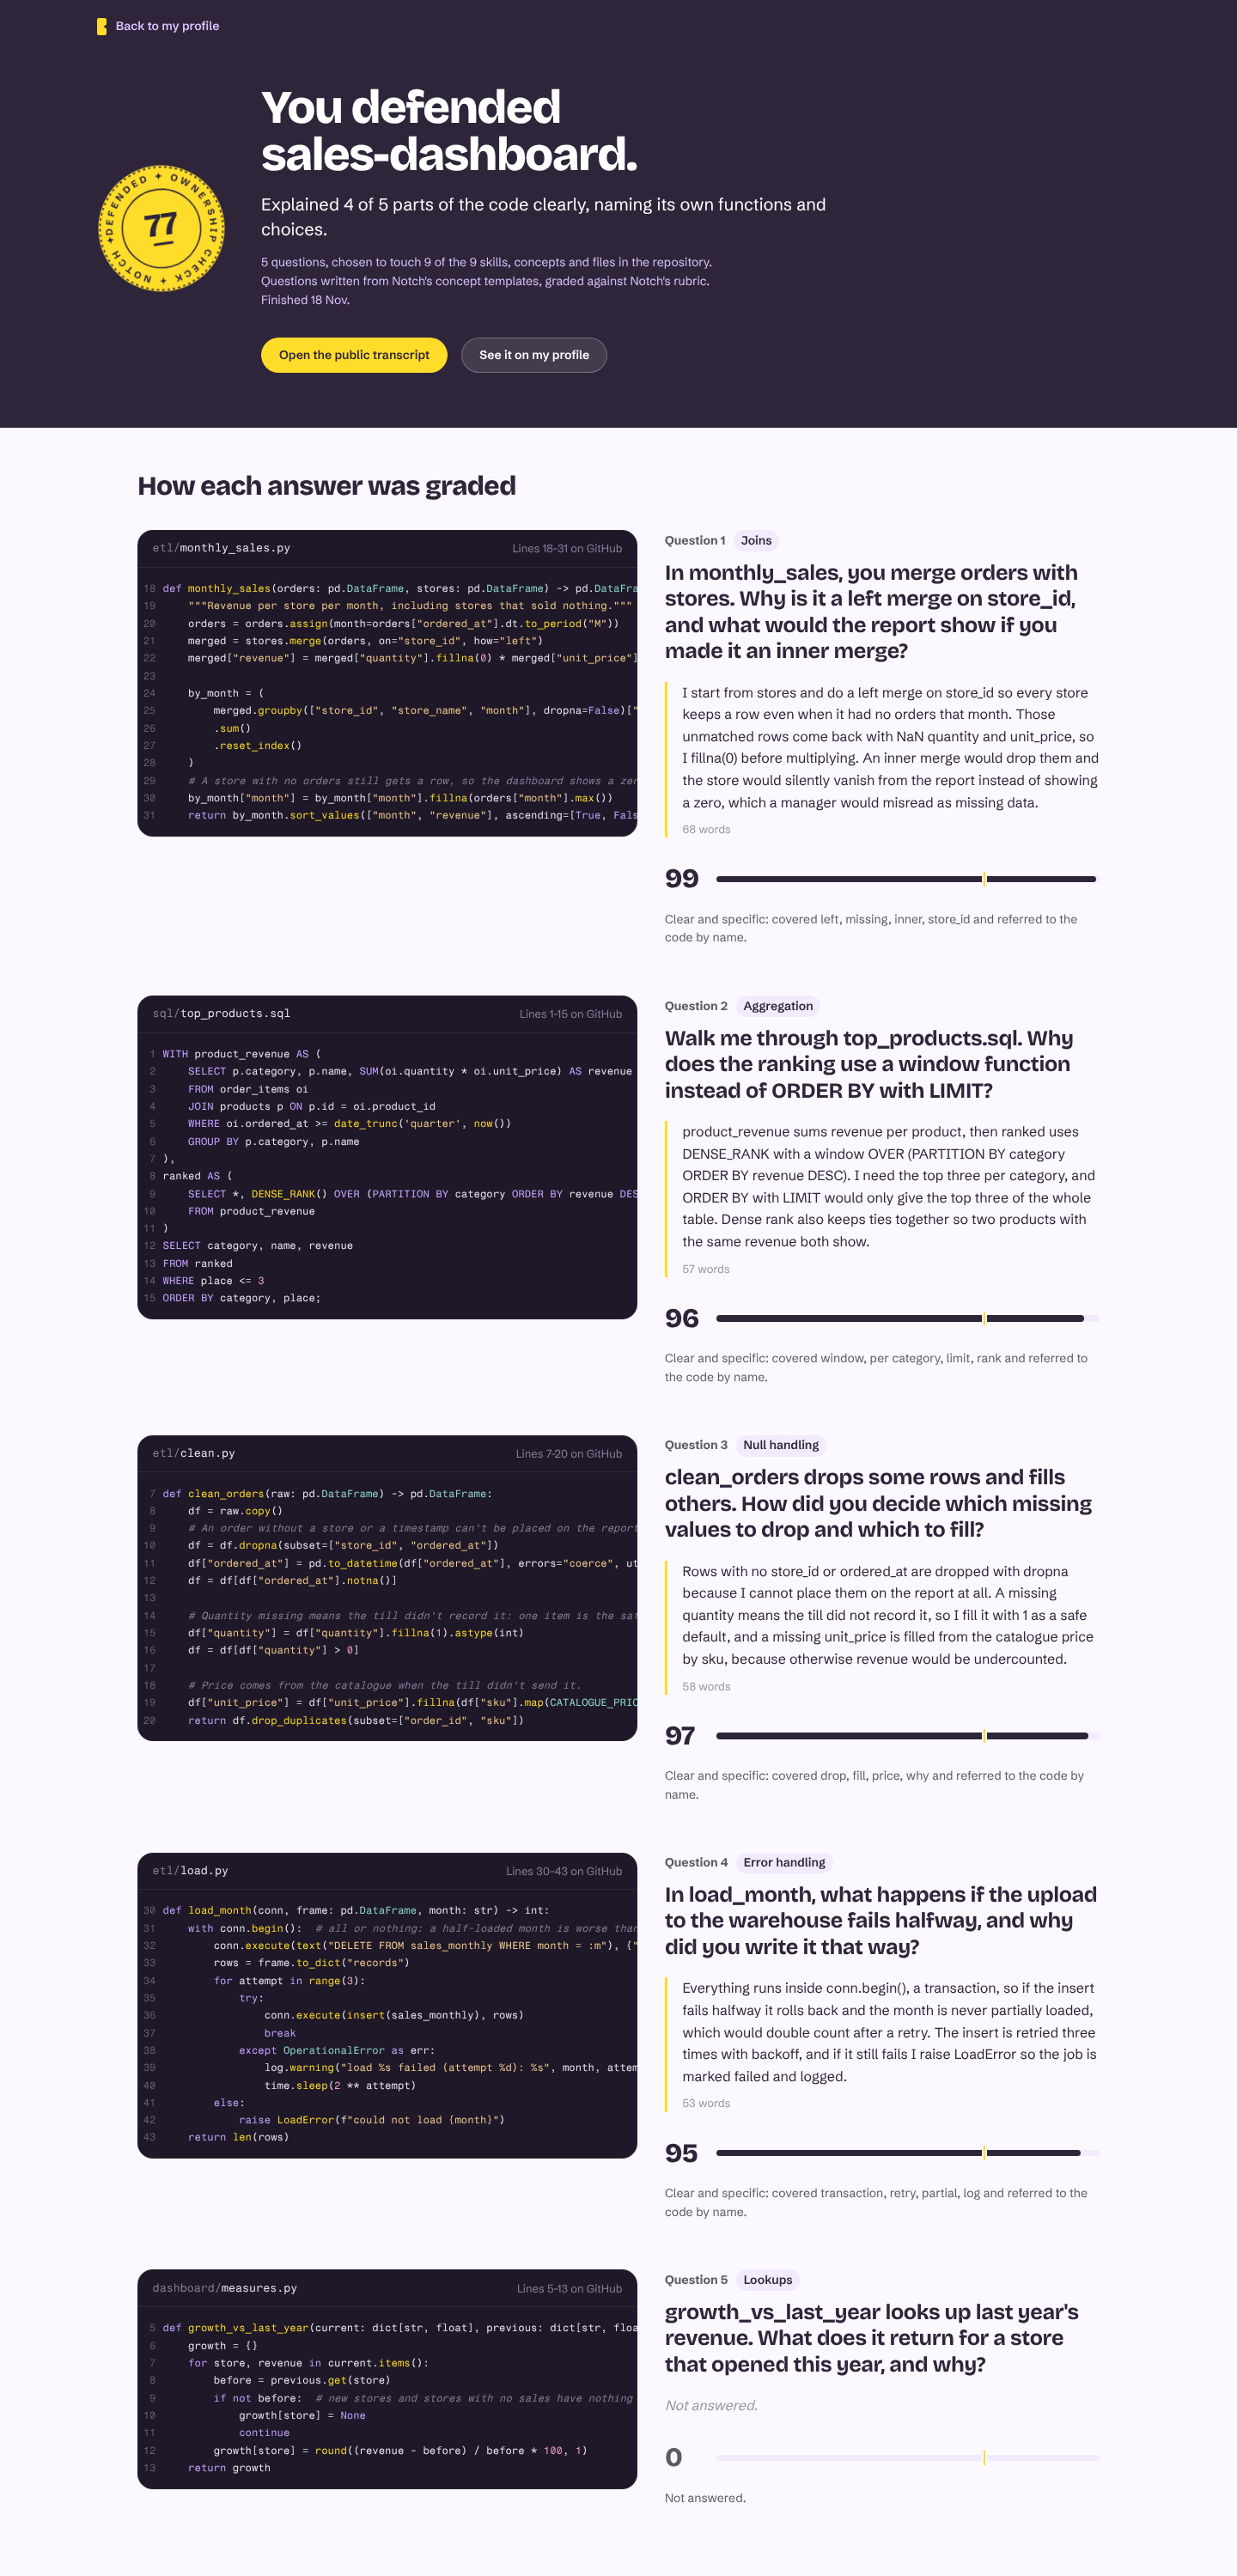 Back to my profile
You defended
sales-dashboard.
DEFENDED ✦ OWNERSHIP CHECK ✦ NOTCH ✦
77
Explained 4 of 5 parts of the code clearly, naming its own functions and
choices.
5 questions, chosen to touch 9 of the 9 skills, concepts and files in the repository.
Questions written from Notch's concept templates, graded against Notch's rubric.
Finished 18 Nov.
Open the public transcript
See it on my profile
How each answer was graded
etl/monthly_sales.py
Lines 18-31 on GitHub
18 def monthly_sales(orders: pd.DataFrame, stores: pd.DataFrame) -> pd.DataFra
19     """Revenue per store per month, including stores that sold nothing."""
20     orders = orders.assign(month=orders["ordered_at"].dt.to_period("M"))
21     merged = stores.merge(orders, on="store_id", how="left")
22     merged["revenue"] = merged["quantity"].fillna(0) * merged["unit_price"]
23
24     by_month = (
25         merged.groupby(["store_id", "store_name", "month"], dropna=False)["
26         .sum()
27         .reset_index()
28     )
29     # A store with no orders still gets a row, so the dashboard shows a zer
30     by_month["month"] = by_month["month"].fillna(orders["month"].max())
31     return by_month.sort_values(["month", "revenue"], ascending=[True, Fals
Question 1
Joins
In monthly_sales, you merge orders with
stores. Why is it a left merge on store_id,
and what would the report show if you
made it an inner merge?
I start from stores and do a left merge on store_id so every store
keeps a row even when it had no orders that month. Those
unmatched rows come back with NaN quantity and unit_price, so
I fillna(0) before multiplying. An inner merge would drop them and
the store would silently vanish from the report instead of showing
a zero, which a manager would misread as missing data.
68 words
99
Clear and specific: covered left, missing, inner, store_id and referred to the
code by name.
sql/top_products.sql
Lines 1-15 on GitHub
1 WITH product_revenue AS (
2     SELECT p.category, p.name, SUM(oi.quantity * oi.unit_price) AS revenue
3     FROM order_items oi
4     JOIN products p ON p.id = oi.product_id
5     WHERE oi.ordered_at >= date_trunc('quarter', now())
6     GROUP BY p.category, p.name
7 ),
8 ranked AS (
9     SELECT *, DENSE_RANK() OVER (PARTITION BY category ORDER BY revenue DES
10     FROM product_revenue
11 )
12 SELECT category, name, revenue
13 FROM ranked
14 WHERE place <= 3
15 ORDER BY category, place;
Question 2
Aggregation
Walk me through top_products.sql. Why
does the ranking use a window function
instead of ORDER BY with LIMIT?
product_revenue sums revenue per product, then ranked uses
DENSE_RANK with a window OVER (PARTITION BY category
ORDER BY revenue DESC). I need the top three per category, and
ORDER BY with LIMIT would only give the top three of the whole
table. Dense rank also keeps ties together so two products with
the same revenue both show.
57 words
96
Clear and specific: covered window, per category, limit, rank and referred to
the code by name.
etl/clean.py
Lines 7-20 on GitHub
7 def clean_orders(raw: pd.DataFrame) -> pd.DataFrame:
8     df = raw.copy()
9     # An order without a store or a timestamp can't be placed on the report
10     df = df.dropna(subset=["store_id", "ordered_at"])
11     df["ordered_at"] = pd.to_datetime(df["ordered_at"], errors="coerce", ut
12     df = df[df["ordered_at"].notna()]
13
14     # Quantity missing means the till didn't record it: one item is the saf
15     df["quantity"] = df["quantity"].fillna(1).astype(int)
16     df = df[df["quantity"] > 0]
17
18     # Price comes from the catalogue when the till didn't send it.
19     df["unit_price"] = df["unit_price"].fillna(df["sku"].map(CATALOGUE_PRIC
20     return df.drop_duplicates(subset=["order_id", "sku"])
Question 3
Null handling
clean_orders drops some rows and fills
others. How did you decide which missing
values to drop and which to fill?
Rows with no store_id or ordered_at are dropped with dropna
because I cannot place them on the report at all. A missing
quantity means the till did not record it, so I fill it with 1 as a safe
default, and a missing unit_price is filled from the catalogue price
by sku, because otherwise revenue would be undercounted.
58 words
97
Clear and specific: covered drop, fill, price, why and referred to the code by
name.
etl/load.py
Lines 30-43 on GitHub
30 def load_month(conn, frame: pd.DataFrame, month: str) -> int:
31     with conn.begin():  # all or nothing: a half-loaded month is worse than
32         conn.execute(text("DELETE FROM sales_monthly WHERE month = :m"), {"
33         rows = frame.to_dict("records")
34         for attempt in range(3):
35             try:
36                 conn.execute(insert(sales_monthly), rows)
37                 break
38             except OperationalError as err:
39                 log.warning("load %s failed (attempt %d): %s", month, attem
40                 time.sleep(2 ** attempt)
41         else:
42             raise LoadError(f"could not load {month}")
43     return len(rows)
Question 4
Error handling
In load_month, what happens if the upload
to the warehouse fails halfway, and why
did you write it that way?
Everything runs inside conn.begin(), a transaction, so if the insert
fails halfway it rolls back and the month is never partially loaded,
which would double count after a retry. The insert is retried three
times with backoff, and if it still fails I raise LoadError so the job is
marked failed and logged.
53 words
95
Clear and specific: covered transaction, retry, partial, log and referred to the
code by name.
dashboard/measures.py
Lines 5-13 on GitHub
5 def growth_vs_last_year(current: dict[str, float], previous: dict[str, floa
6     growth = {}
7     for store, revenue in current.items():
8         before = previous.get(store)
9         if not before:  # new stores and stores with no sales have nothing
10             growth[store] = None
11             continue
12         growth[store] = round((revenue - before) / before * 100, 1)
13     return growth
Question 5
Lookups
growth_vs_last_year looks up last year's
revenue. What does it return for a store
that opened this year, and why?
Not answered.
0
Not answered.